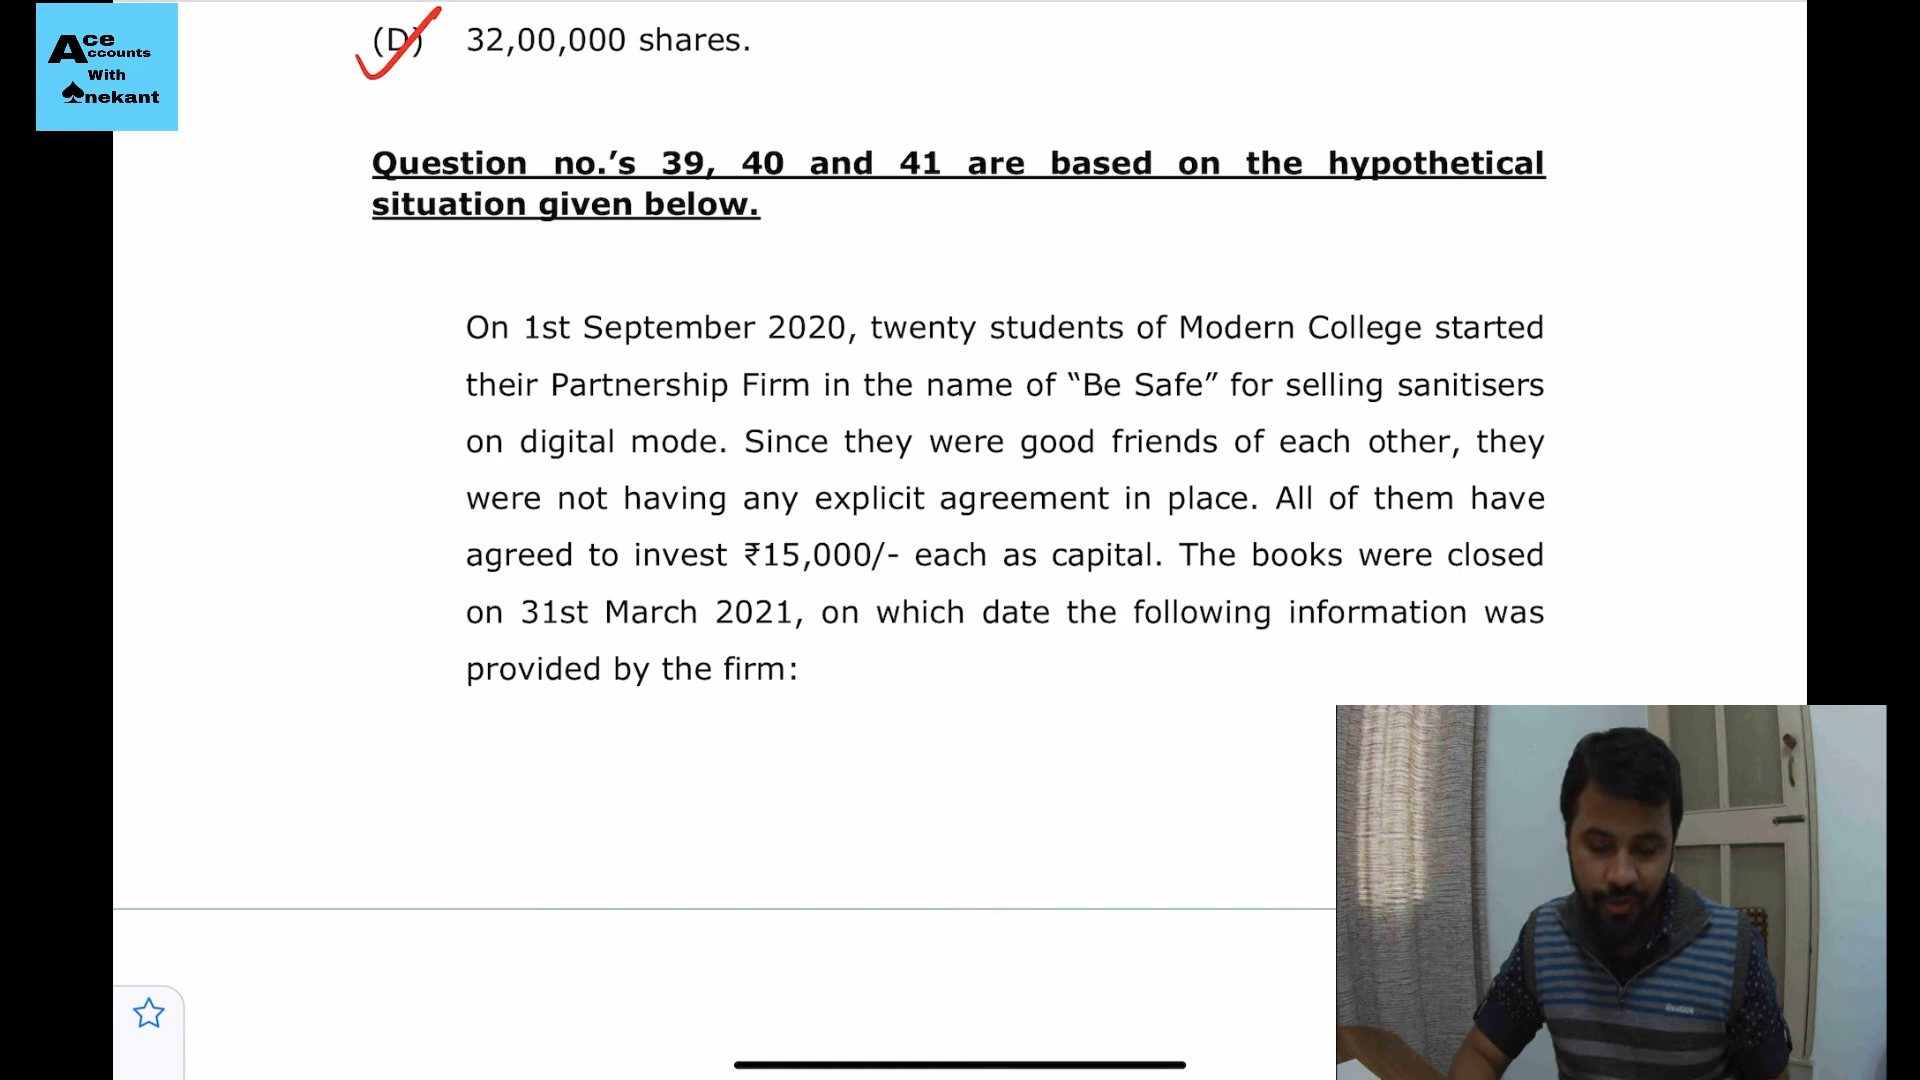 Ace
Accounts
With
Anekant
(D) 32,00,000 shares.
Question no.’s 39, 40 and 41 are based on the hypothetical
situation given below.
On 1st September 2020, twenty students of Modern College started
their Partnership Firm in the name of “Be Safe” for selling sanitisers
on digital mode. Since they were good friends of each other, they
were not having any explicit agreement in place. All of them have
agreed to invest ₹15,000/- each as capital. The books were closed
on 31st March 2021, on which date the following information was
provided by the firm:
Reebok